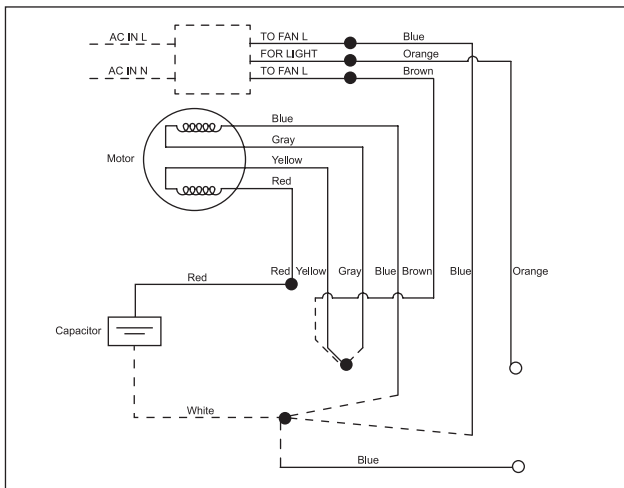 AC IN L TO FAN L Blue
FOR LIGHT Orange
AC IN N TO FAN L Brown
Blue
Gray
Motor Yellow
Red
Red Red Yellow Gray Blue Brown Blue Orange
Capacitor
White
Blue